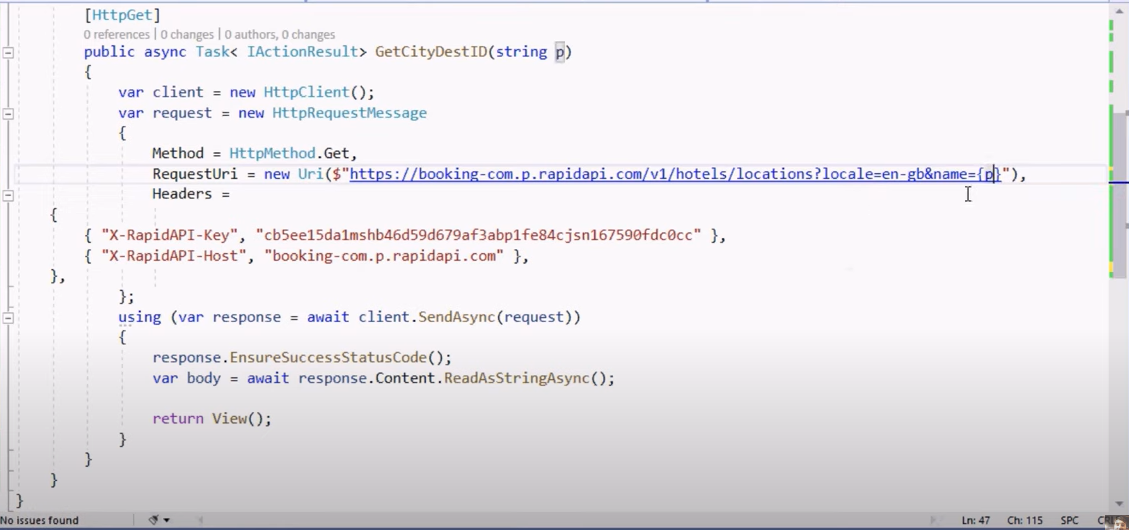 [HttpGet]
0 references | 0 changes | 0 authors, 0 changes
public async Task< IActionResult> GetCityDestID(string p)
{
var client = new HttpClient();
var request = new HttpRequestMessage
{
Method = HttpMethod.Get,
RequestUri = new Uri($"https://booking-com.p.rapidapi.com/v1/hotels/locations?locale=en-gb&name={p}"),
Headers =
{
{ "X-RapidAPI-Key", "cb5ee15da1mshb46d59d679af3abp1fe84cjsn167590fdc0cc" },
{ "X-RapidAPI-Host", "booking-com.p.rapidapi.com" },
},
};
using (var response = await client.SendAsync(request))
{
response.EnsureSuccessStatusCode();
var body = await response.Content.ReadAsStringAsync();
return View();
}
}
}
}
No issues found Ln: 47 Ch: 115 SPC